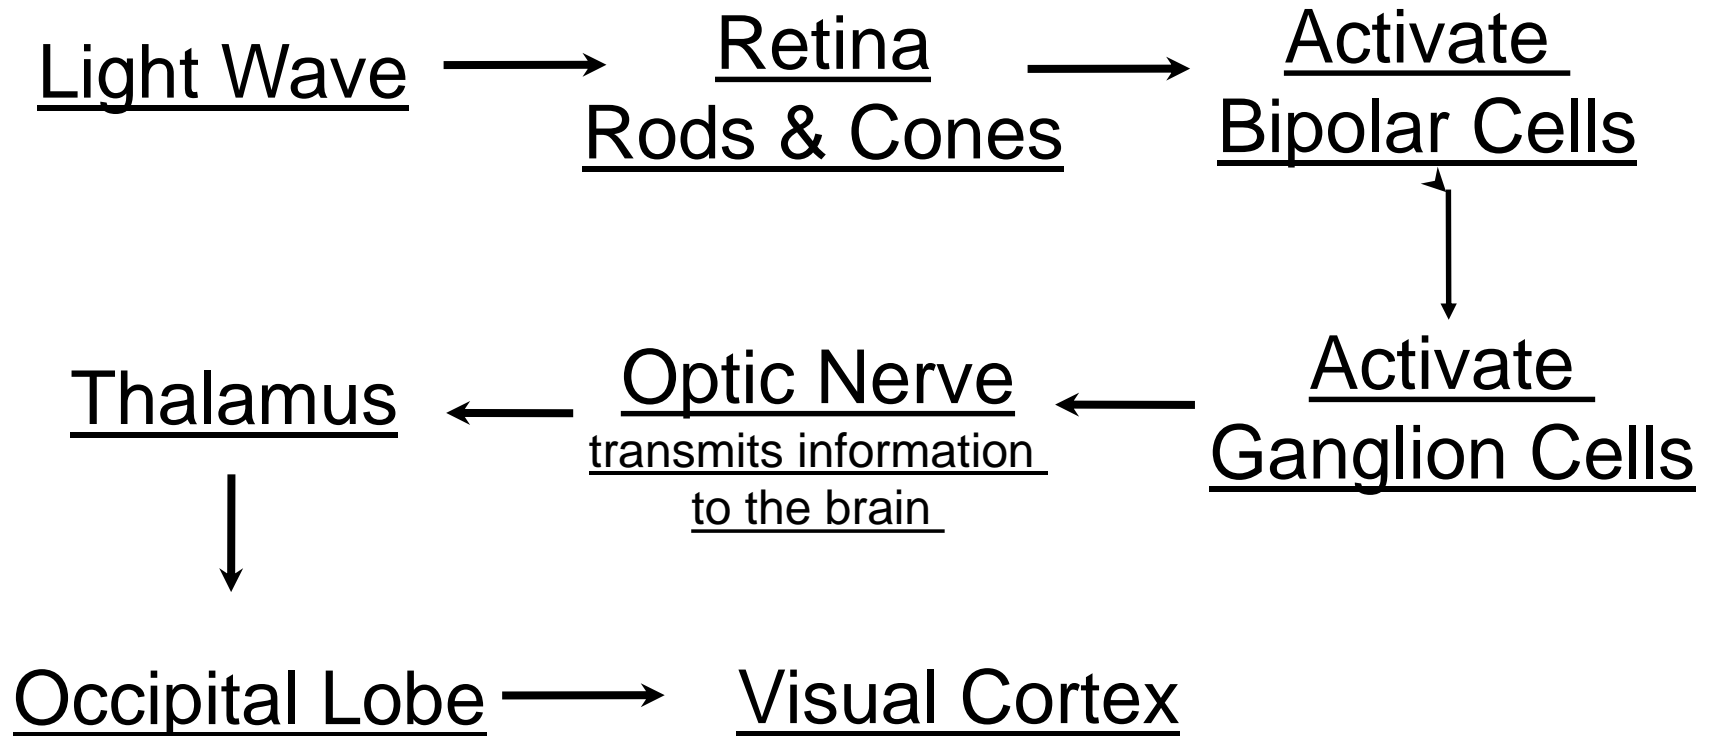 Light Wave
Retina
Rods & Cones
Activate
Bipolar Cells
Activate
Ganglion Cells
Optic Nerve
transmits information
to the brain
Thalamus
Occipital Lobe
Visual Cortex